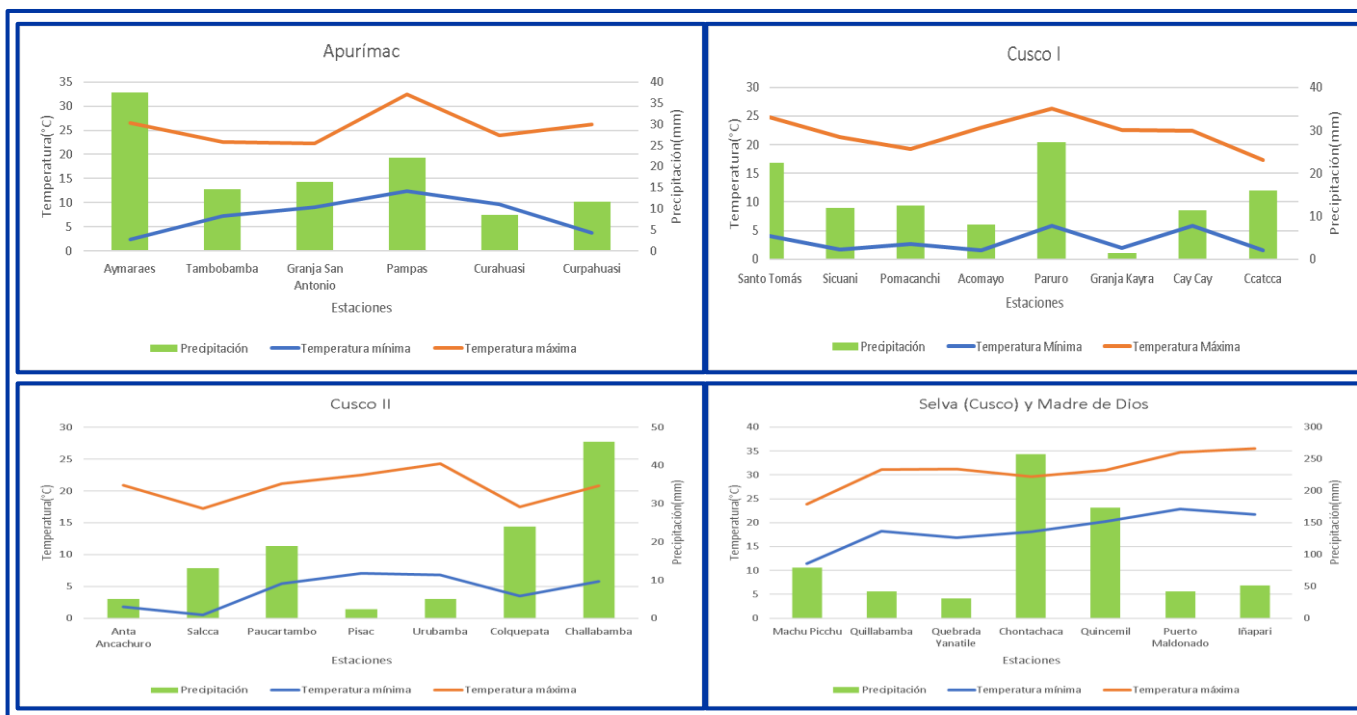 Apurímac
35
30
25
20
15
10
5
0
Temperatura(°C)
40
35
30
25
20
15
10
5
0
Precipitación(mm)
Aymaraes Tambobamba Granja San Antonio Pampas Curahuasi Curpahuasi
Estaciones
Precipitación Temperatura mínima Temperatura máxima
Cusco I
30
25
20
15
10
5
0
Temperatura(°C)
40
30
20
10
0
Precipitación(mm)
Santo Tomás Sicuani Pomacanchi Acomayo Paruro Granja Kayra Cay Cay Ccatcca
Estaciones
Precipitación Temperatura Mínima Temperatura Máxima
Cusco II
30
25
20
15
10
5
0
Temperatura(°C)
50
40
30
20
10
0
Precipitación(mm)
Anta Ancachuro Salcca Paucartambo Pisac Urubamba Colquepata Challabamba
Estaciones
Precipitación Temperatura mínima Temperatura máxima
Selva (Cusco) y Madre de Dios
40
35
30
25
20
15
10
5
0
Temperatura(°C)
300
250
200
150
100
50
0
Precipitación(mm)
Machu Picchu Quillabamba Quebrada Yanatile Chontachaca Quincemil Puerto Maldonado Iñapari
Estaciones
Precipitación Temperatura mínima Temperatura máxima